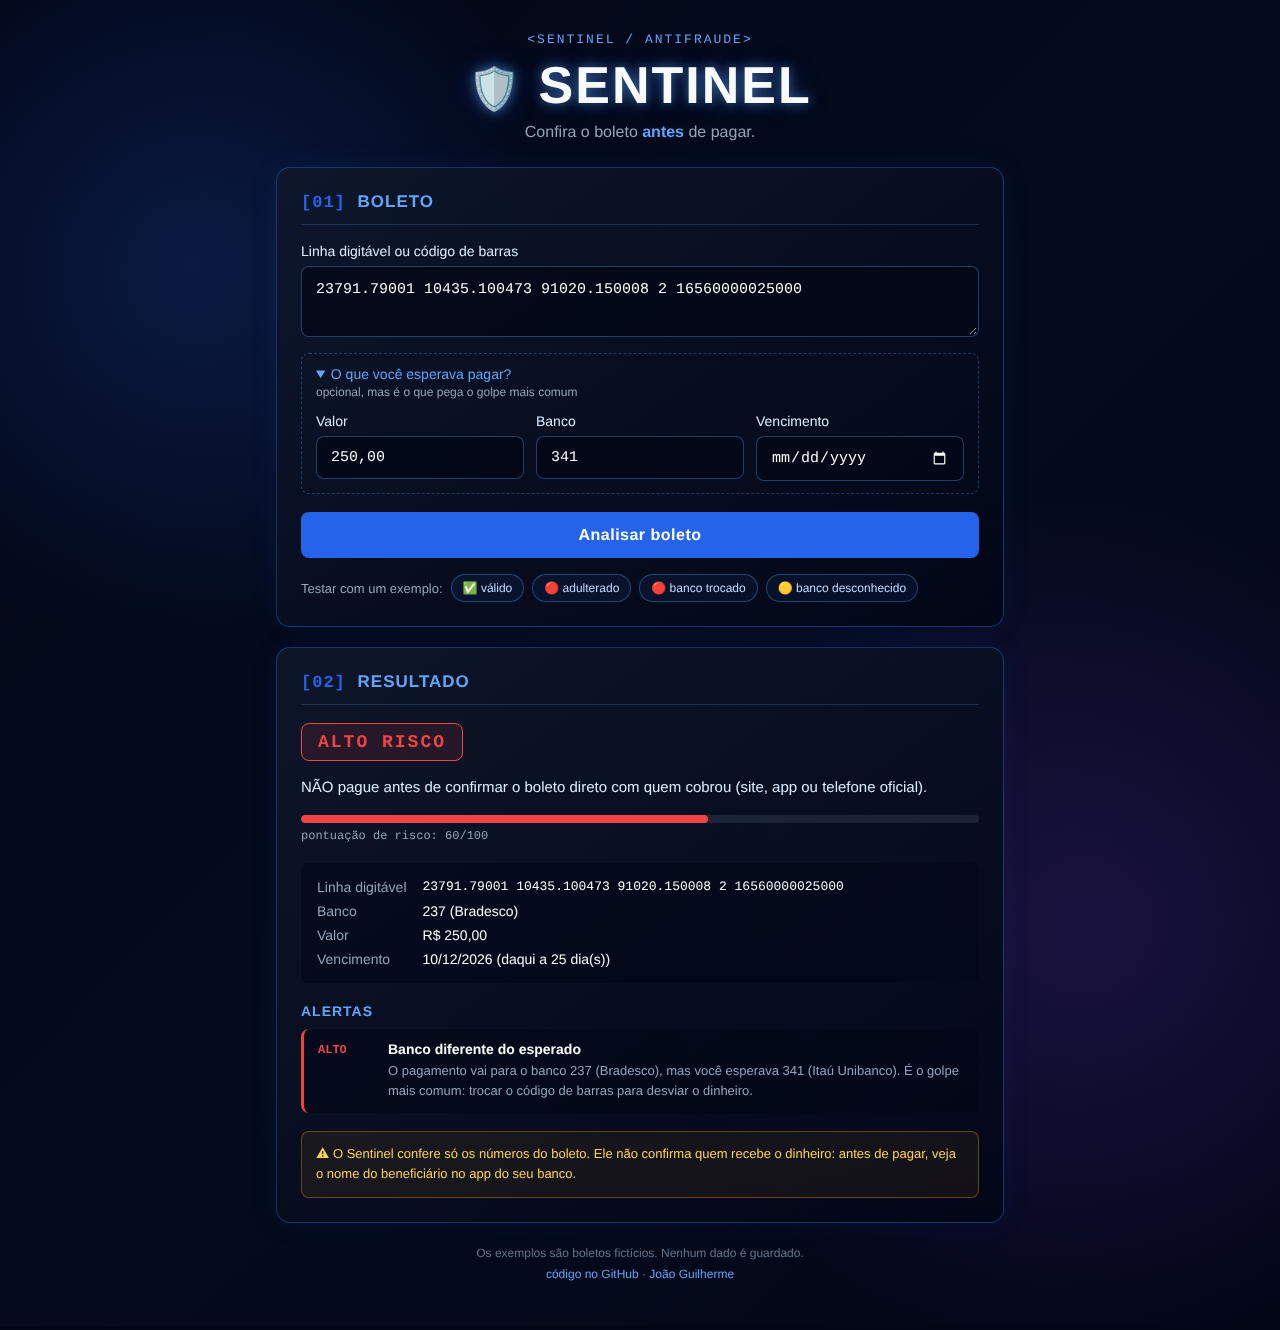 <SENTINEL / ANTIFRAUDE>
🛡️ SENTINEL
Confira o boleto antes de pagar.
[01] BOLETO
Linha digitável ou código de barras
23791.79001 10435.100473 91020.150008 2 16560000025000
▼ O que você esperava pagar?
opcional, mas é o que pega o golpe mais comum
Valor Banco Vencimento
250,00 341 mm/dd/yyyy
Analisar boleto
Testar com um exemplo: ✅ válido 🔴 adulterado 🔴 banco trocado 🟡 banco desconhecido
[02] RESULTADO
ALTO RISCO
NÃO pague antes de confirmar o boleto direto com quem cobrou (site, app ou telefone oficial).
pontuação de risco: 60/100
Linha digitável 23791.79001 10435.100473 91020.150008 2 16560000025000
Banco 237 (Bradesco)
Valor R$ 250,00
Vencimento 10/12/2026 (daqui a 25 dia(s))
ALERTAS
ALTO Banco diferente do esperado
O pagamento vai para o banco 237 (Bradesco), mas você esperava 341 (Itaú Unibanco). É o golpe
mais comum: trocar o código de barras para desviar o dinheiro.
⚠ O Sentinel confere só os números do boleto. Ele não confirma quem recebe o dinheiro: antes de pagar, veja
o nome do beneficiário no app do seu banco.
Os exemplos são boletos fictícios. Nenhum dado é guardado.
código no GitHub · João Guilherme